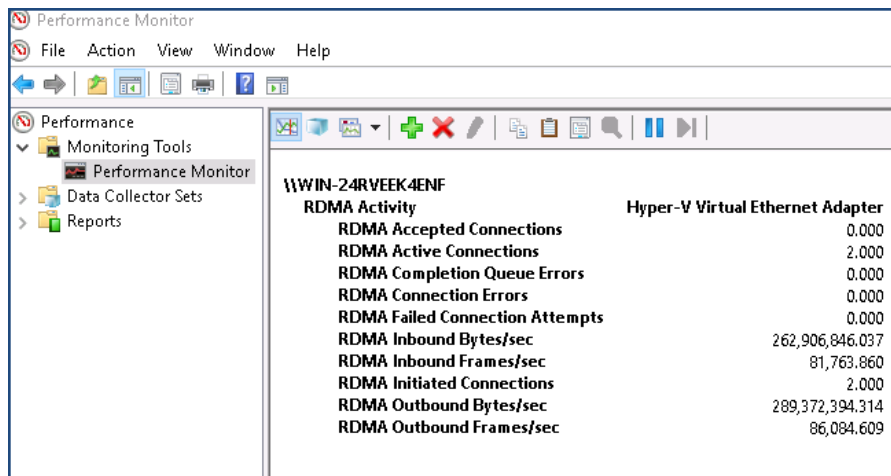 Performance Monitor
File Action View Window Help
Performance
Monitoring Tools
Performance Monitor
Data Collector Sets
Reports
\\WIN-24RVEEK4ENF
RDMA Activity Hyper-V Virtual Ethernet Adapter
RDMA Accepted Connections 0.000
RDMA Active Connections 2.000
RDMA Completion Queue Errors 0.000
RDMA Connection Errors 0.000
RDMA Failed Connection Attempts 0.000
RDMA Inbound Bytes/sec 262,906,846.037
RDMA Inbound Frames/sec 81,763.860
RDMA Initiated Connections 2.000
RDMA Outbound Bytes/sec 289,372,394.314
RDMA Outbound Frames/sec 86,084.609